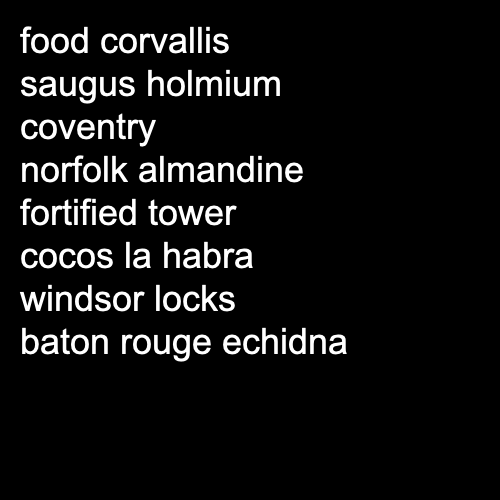 food corvallis
saugus holmium
coventry
norfolk almandine
fortified tower
cocos la habra
windsor locks
baton rouge echidna